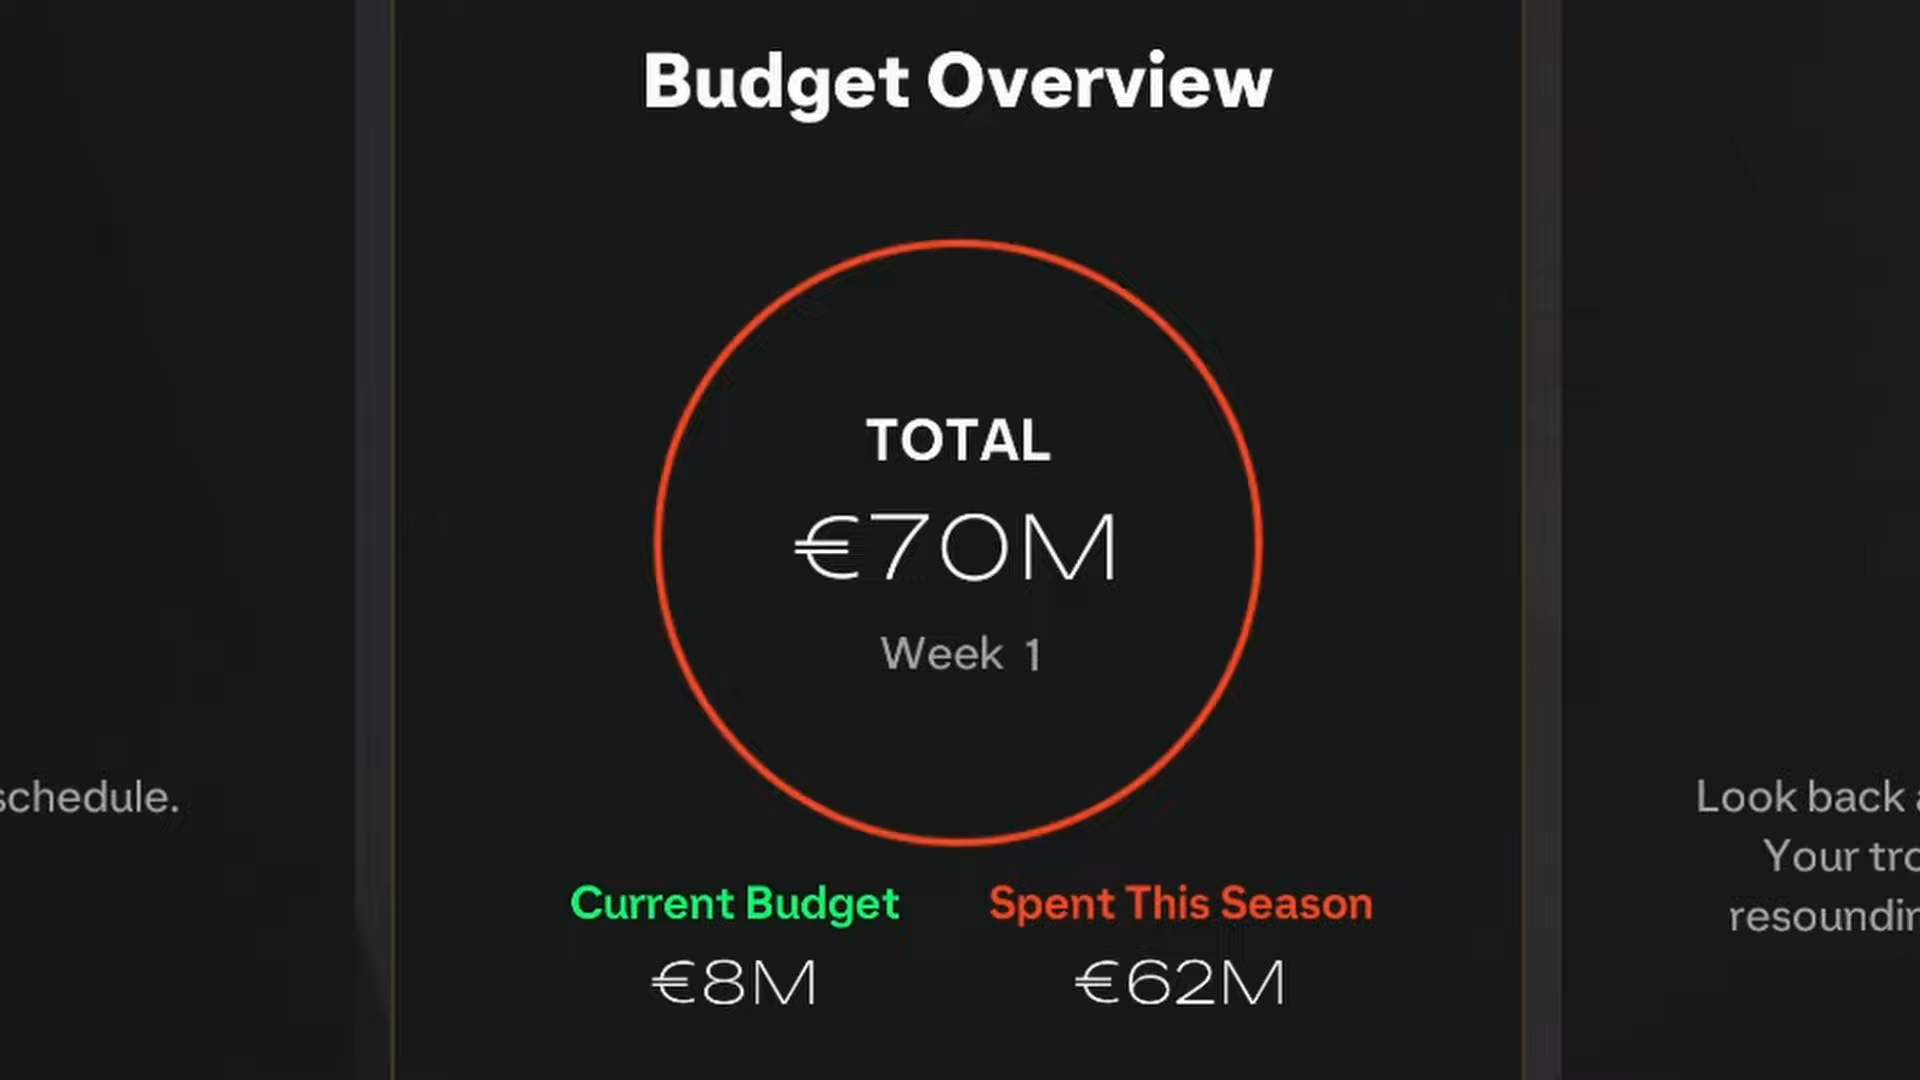 Budget Overview
TOTAL
€70M
Week 1
Current Budget
€8M
Spent This Season
€62M
schedule.
Look back
Your